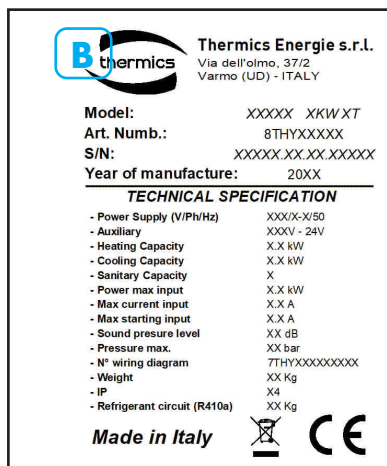 B
thermics
Thermics Energie s.r.l.
Via dell'olmo, 37/2
Varmo (UD) - ITALY
Model: XXXXX XKW XT
Art. Numb.: 8THYXXXXX
S/N: XXXXX.XX.XX.XXXXX
Year of manufacture: 20XX
TECHNICAL SPECIFICATION
- Power Supply (V/Ph/Hz) XXX/X-X/50
- Auxiliary XXXV - 24V
- Heating Capacity X.X kW
- Cooling Capacity X.X kW
- Sanitary Capacity X
- Power max input X.X kW
- Max current input X.X A
- Max starting input X.X A
- Sound presure level XX dB
- Pressure max. XX bar
- N° wiring diagram 7THYXXXXXXXXX
- Weight XX Kg
- IP X4
- Refrigerant circuit (R410a) XX Kg
Made in Italy CE